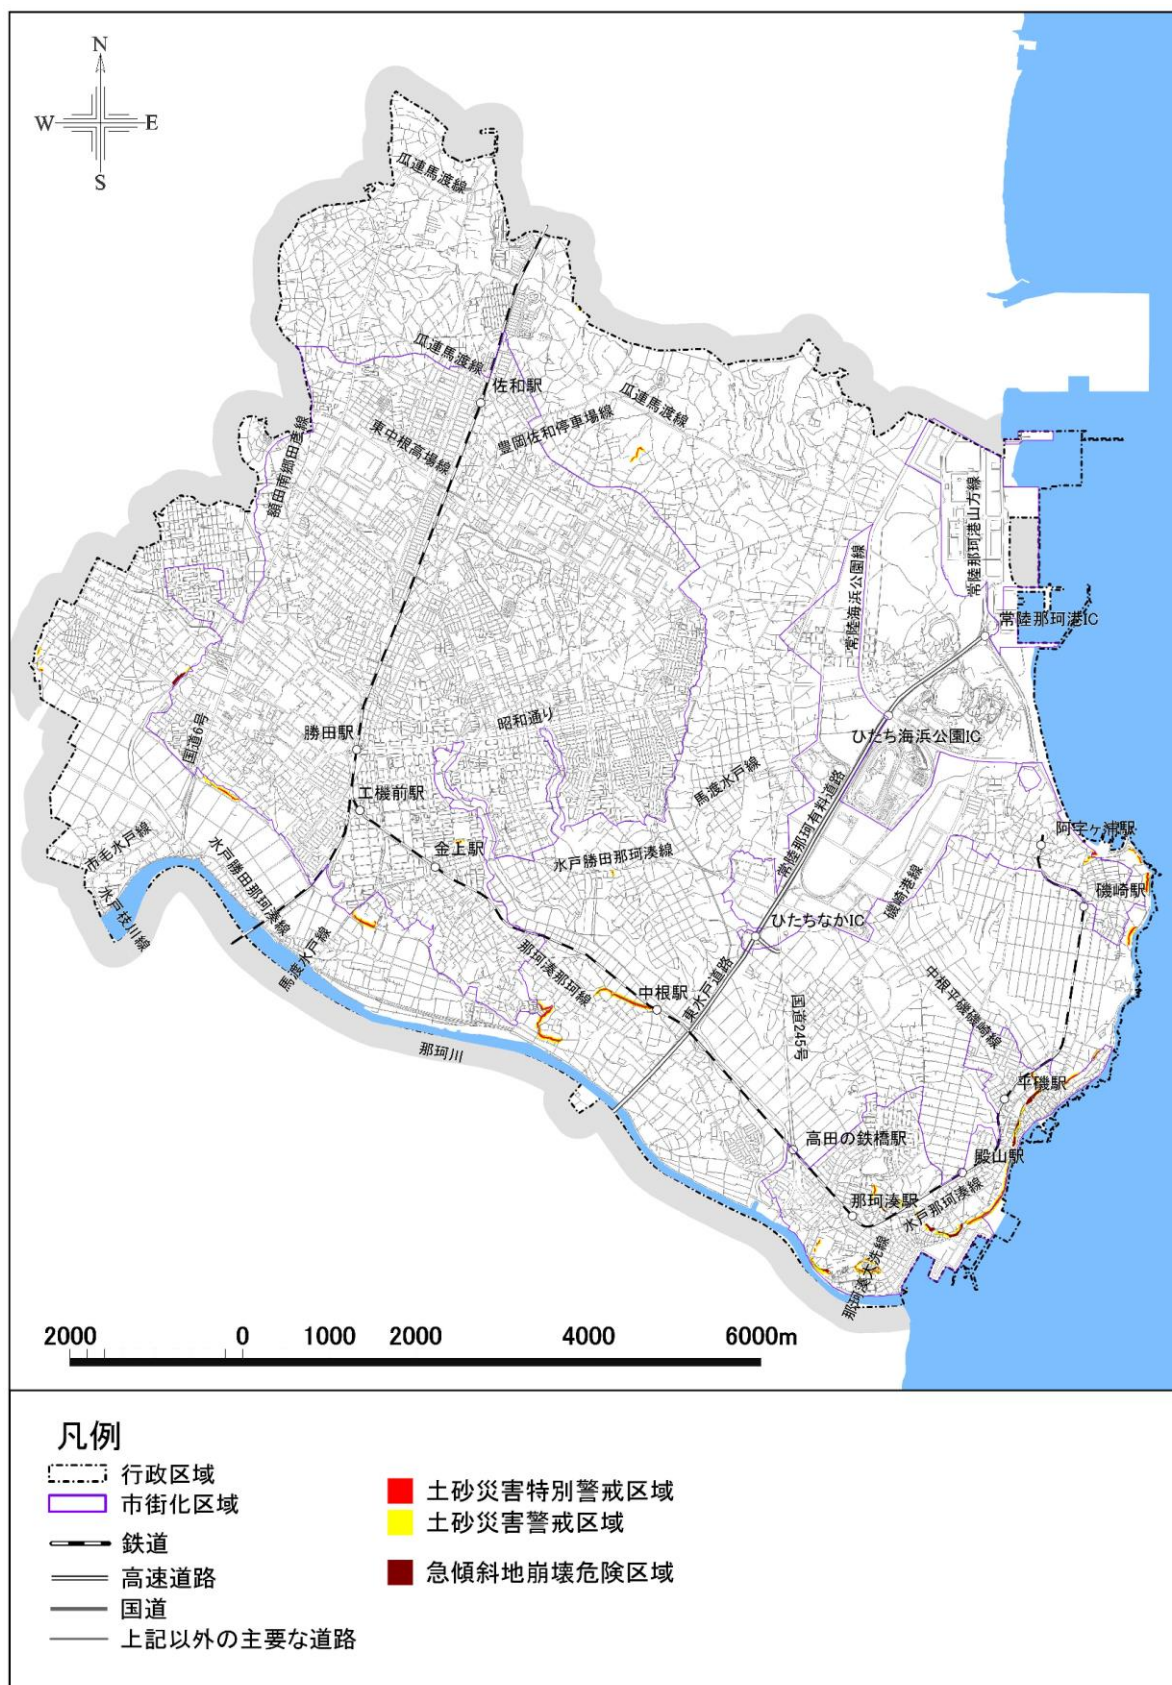 N
W E
S
瓜連馬渡線
瓜連馬渡線
佐和駅
瓜連馬渡線
豊岡佐和停車場線
東中根高場線
額田南郷田彦線
常陸那珂港山方線
常陸海浜公園線
常陸那珂港IC
昭和通り
勝田駅
国道6号
ひたち海浜公園IC
工機前駅
馬渡水戸線
常陸那珂有料道路
阿字ヶ浦駅
市毛水戸線
水戸勝田那珂湊線
金上駅
水戸勝田那珂湊線
磯崎港線
磯崎駅
水戸枝川線
ひたちなかIC
馬渡水戸線
那珂湊那珂線
中根駅
東水戸道路
国道245号
中根平磯磯崎線
那珂川
平磯駅
高田の鉄橋駅
殿山駅
那珂湊駅
水戸那珂湊線
那珂湊大洗線
2000 0 1000 2000 4000 6000m
凡例
行政区域
市街化区域
鉄道
高速道路
国道
上記以外の主要な道路
土砂災害特別警戒区域
土砂災害警戒区域
急傾斜地崩壊危険区域